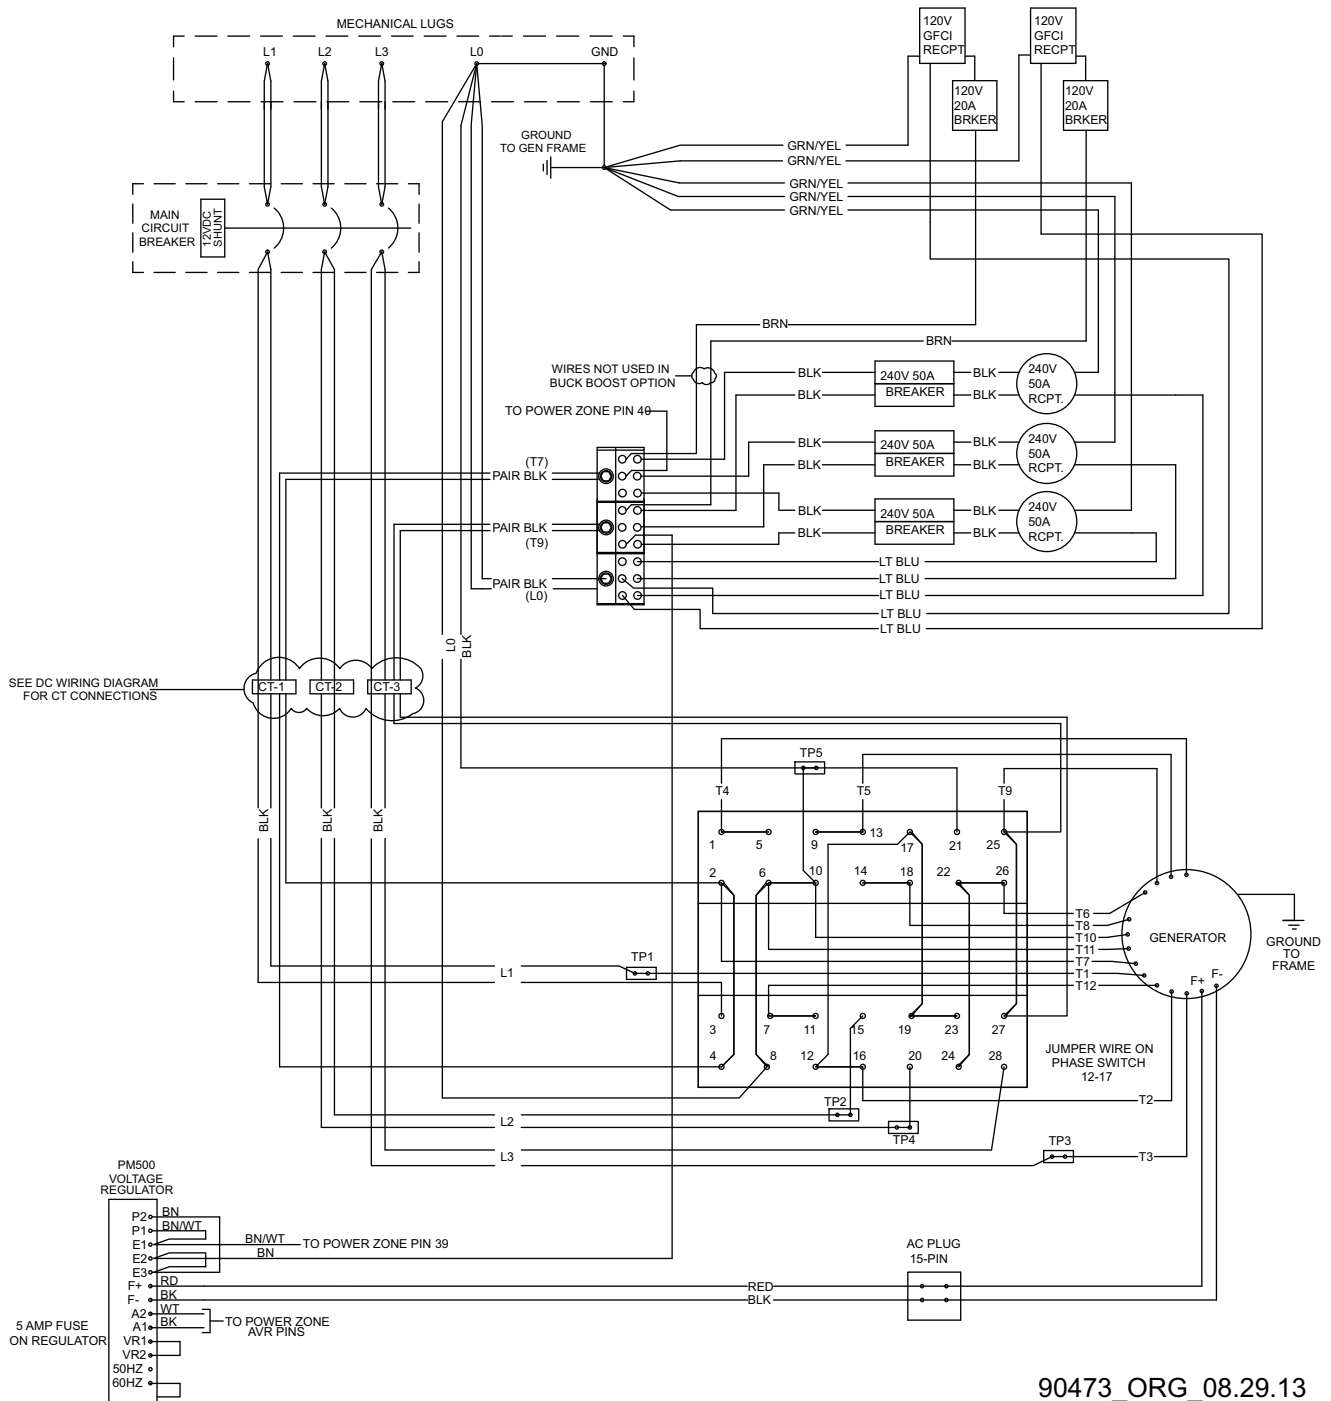 MECHANICAL LUGS
L1 L2 L3 L0 GND
120V
GFCI
RECPT
120V
GFCI
RECPT
120V
20A
BRKER
120V
20A
BRKER
GROUND
TO GEN FRAME
GRN/YEL
GRN/YEL
GRN/YEL
GRN/YEL
GRN/YEL
MAIN
CIRCUIT
BREAKER
12VDC
SHUNT
BRN
BRN
WIRES NOT USED IN
BUCK BOOST OPTION
TO POWER ZONE PIN 40
BLK 240V 50A BLK
BLK BREAKER BLK
240V
50A
RCPT.
BLK 240V 50A BLK
BLK BREAKER BLK
240V
50A
RCPT.
BLK 240V 50A BLK
BLK BREAKER BLK
240V
50A
RCPT.
(T7)
PAIR BLK
PAIR BLK
(T9)
PAIR BLK
(L0)
LT BLU
LT BLU
LT BLU
LT BLU
LT BLU
L0
BLK
SEE DC WIRING DIAGRAM
FOR CT CONNECTIONS
CT-1 CT-2 CT-3
BLK BLK BLK
TP5
T4 T5 T9
1 5 9 13 17 21 25
2 6 10 14 18 22 26
T6
T8
T10
T11
T7
T1
T12
GENERATOR
F+ F-
GROUND
TO
FRAME
TP1
L1
3 7 11 15 19 23 27
4 8 12 16 20 24 28
JUMPER WIRE ON
PHASE SWITCH
12-17
TP2
T2
L2
TP4
L3
TP3
T3
PM500
VOLTAGE
REGULATOR
P2 BN
P1 BN/WT
E1 BN/WT TO POWER ZONE PIN 39
E2 BN
E3
F+ RD RED
F- BK BLK
A2 WT
A1 BK
TO POWER ZONE
AVR PINS
VR1
VR2
50HZ
60HZ
5 AMP FUSE
ON REGULATOR
AC PLUG
15-PIN
90473_ORG_08.29.13